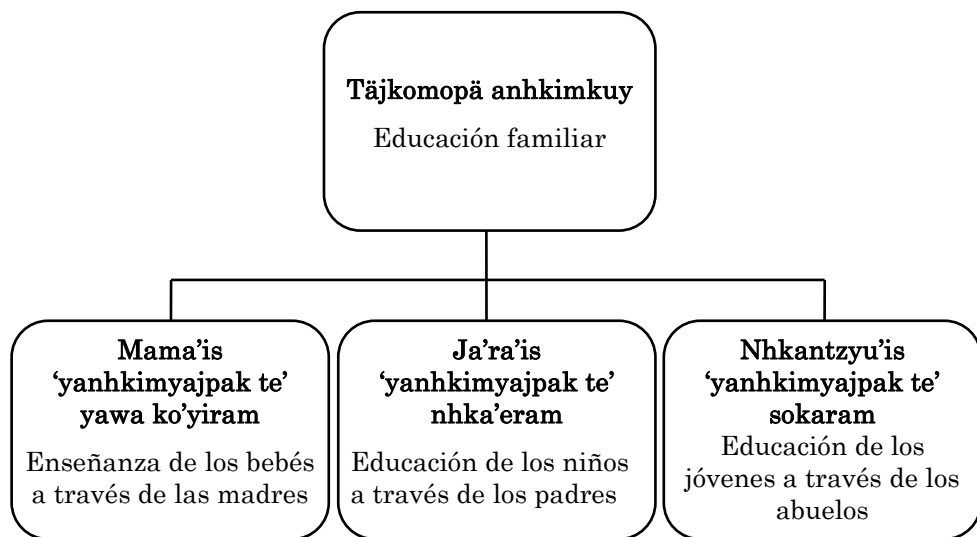 Täjkomopä anhkimkuy
Educación familiar
Mama’is
‘yanhkimyajpak te’
yawa ko’yiram
Enseñanza de los bebés
a través de las madres
Ja’ra’is
‘yanhkimyajpak te’
nhka’eram
Educación de los niños
a través de los padres
Nhkantzyu’is
‘yanhkimyajpak te’
sokaram
Educación de los
jóvenes a través de los
abuelos